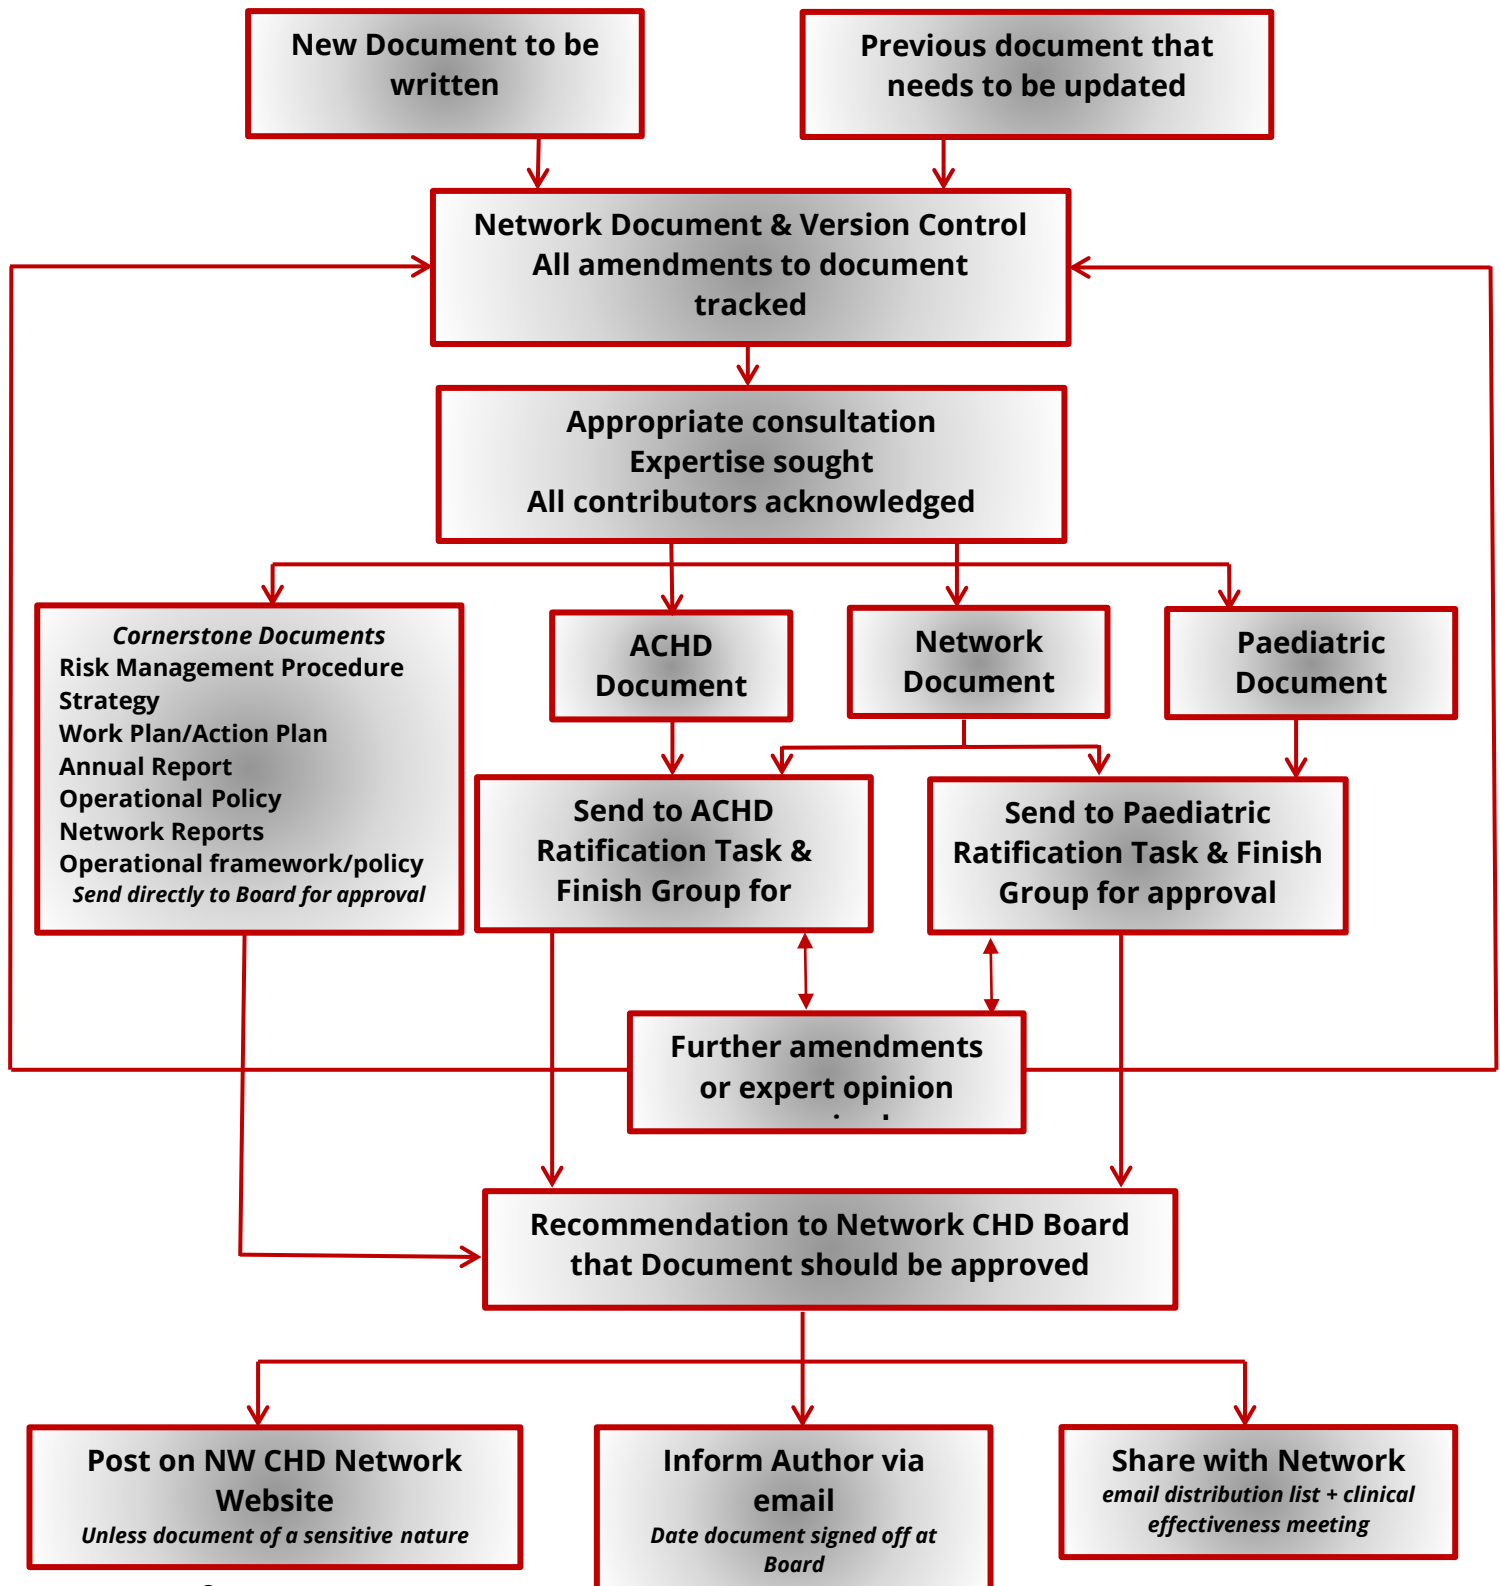 New Document to be
written
Previous document that
needs to be updated
Network Document & Version Control
All amendments to document
tracked
Appropriate consultation
Expertise sought
All contributors acknowledged
Cornerstone Documents
Risk Management Procedure
Strategy
Work Plan/Action Plan
Annual Report
Operational Policy
Network Reports
Operational framework/policy
Send directly to Board for approval
ACHD
Document
Network
Document
Paediatric
Document
Send to ACHD
Ratification Task &
Finish Group for
Send to Paediatric
Ratification Task & Finish
Group for approval
Further amendments
or expert opinion
Recommendation to Network CHD Board
that Document should be approved
Post on NW CHD Network
Website
Unless document of a sensitive nature
Inform Author via
email
Date document signed off at
Board
Share with Network
email distribution list + clinical
effectiveness meeting